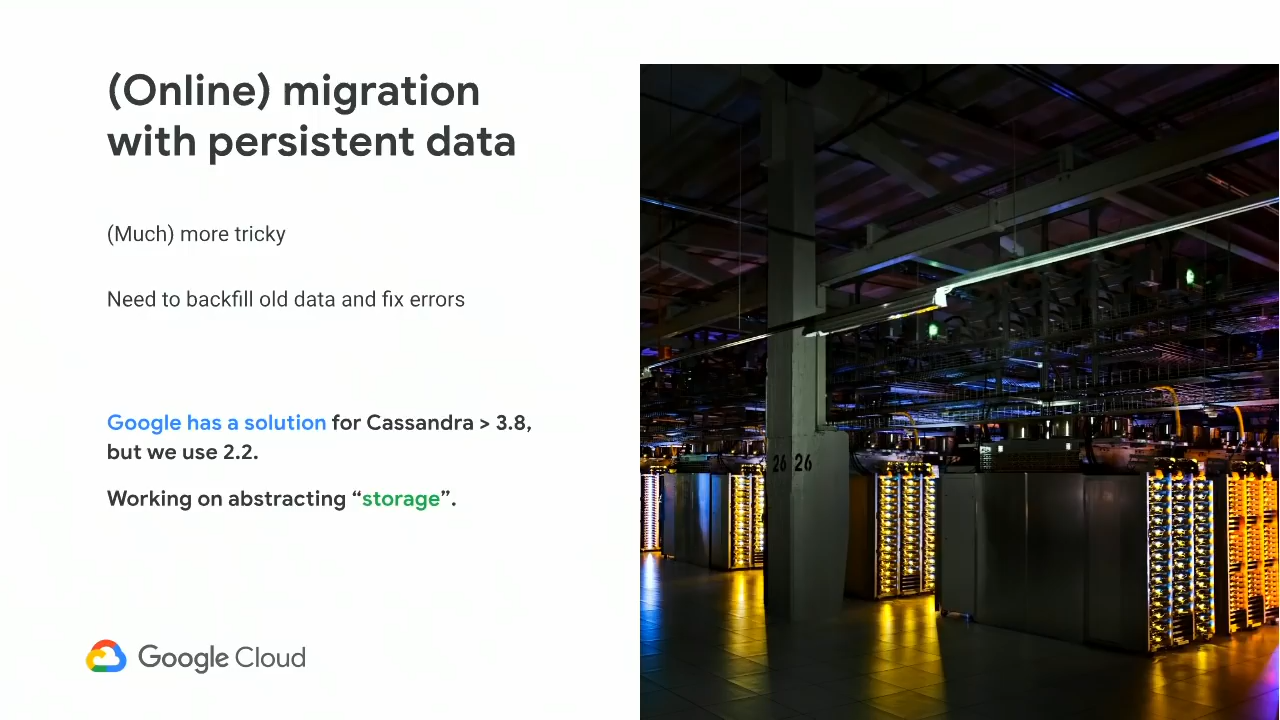 (Online) migration
with persistent data
(Much) more tricky
Need to backfill old data and fix errors
Google has a solution for Cassandra > 3.8,
but we use 2.2.
Working on abstracting “storage”.
Google Cloud
26 26